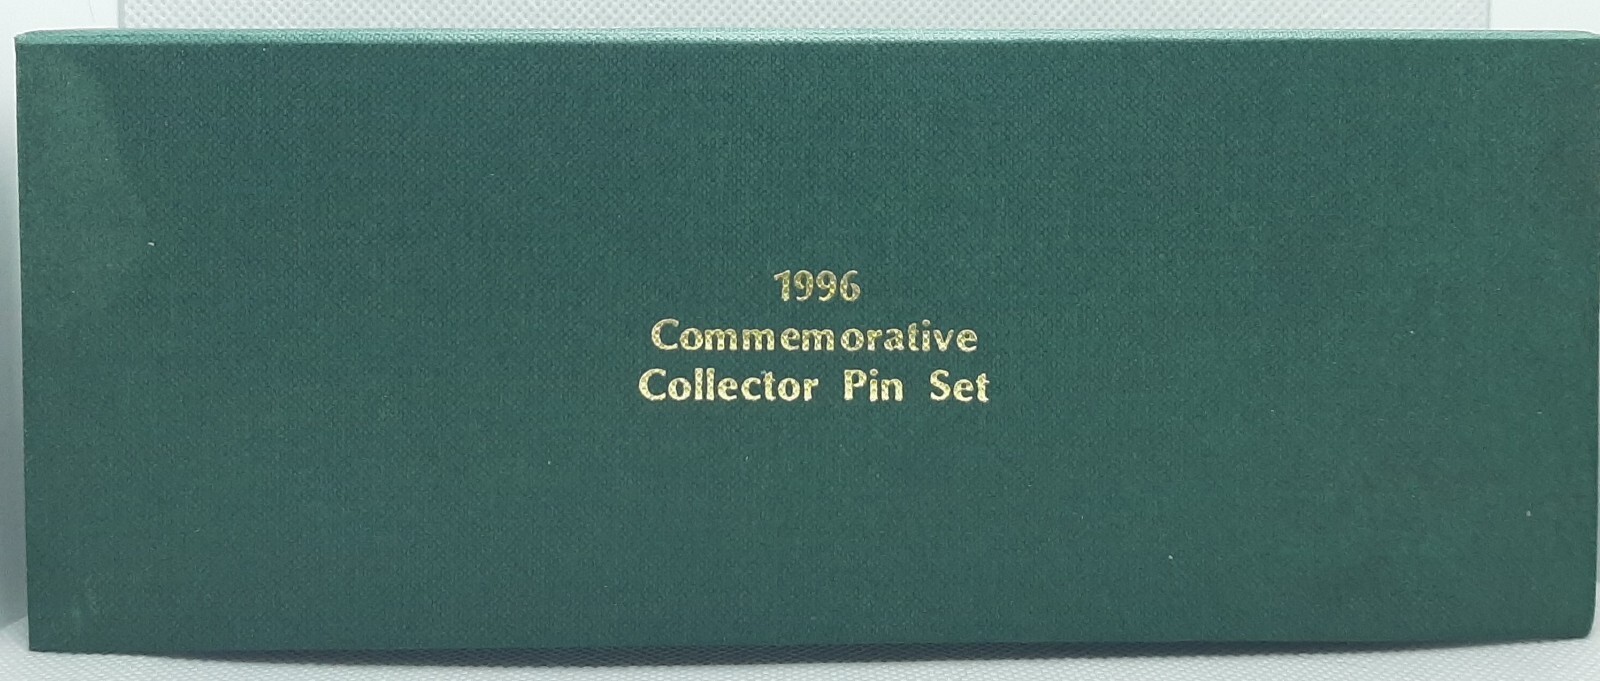 1996
Commemorative
Collector Pin Set